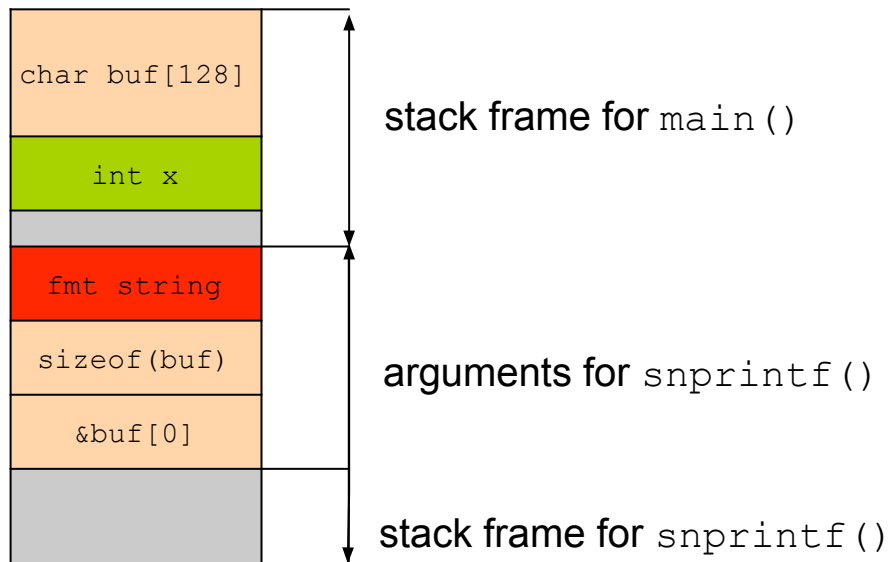 char buf[128]
stack frame for main()
int x
fmt string
sizeof(buf)
arguments for snprintf()
&buf[0]
stack frame for snprintf()